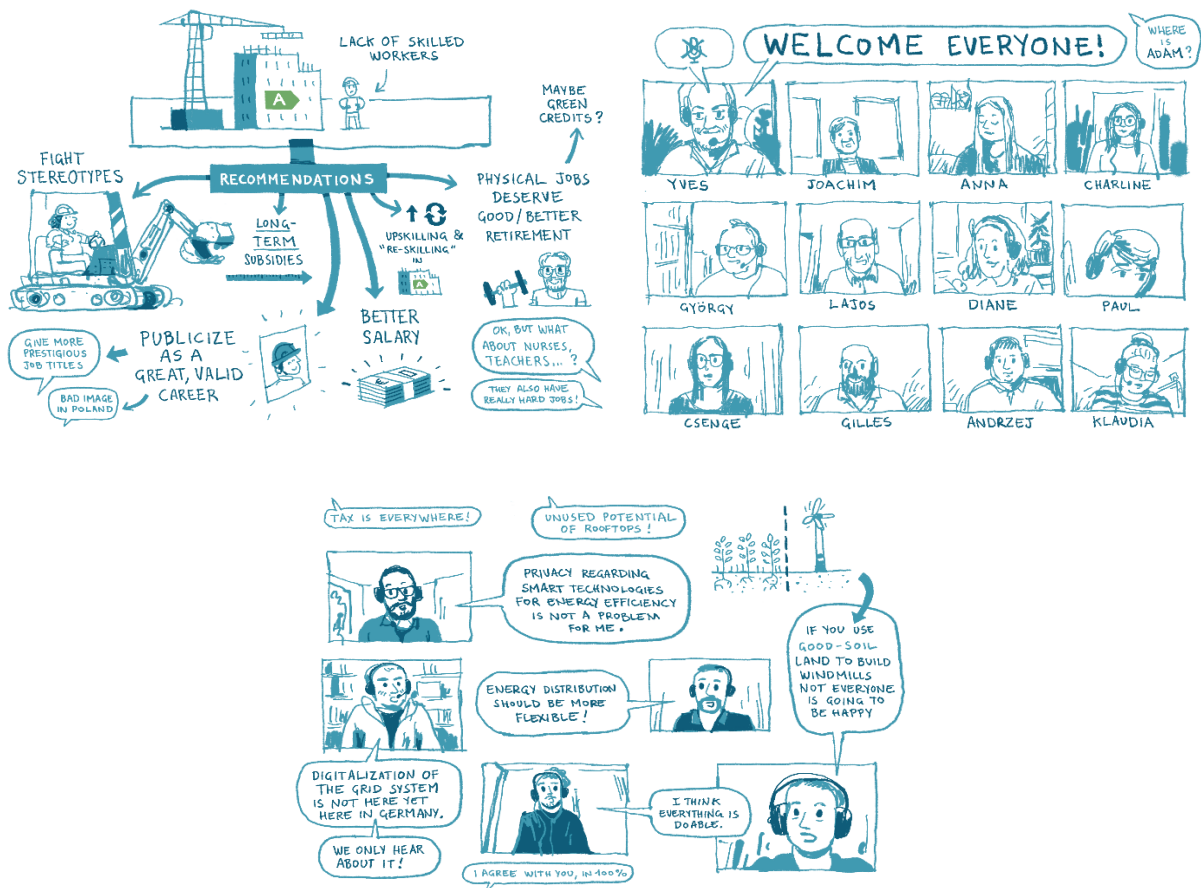 LACK OF SKILLED
WORKERS
A
MAYBE
GREEN
CREDITS?
FIGHT
STEREOTYPES
RECOMMENDATIONS
LONG-
TERM
SUBSIDIES
UPSKILLING &
"RE-SKILLING"
IN
A
PHYSICAL JOBS
DESERVE
GOOD/BETTER
RETIREMENT
BETTER
SALARY
PUBLICIZE
AS A
GREAT, VALID
CAREER
GIVE MORE
PRESTIGIOUS
JOB TITLES
BAD IMAGE
IN POLAND
OK, BUT WHAT
ABOUT NURSES,
TEACHERS...?
THEY ALSO HAVE
REALLY HARD JOBS!
WELCOME EVERYONE!
WHERE
IS
ADAM?
YVES
JOACHIM
ANNA
CHARLINE
GYÖRGY
LAJOS
DIANE
PAUL
CSENGE
GILLES
ANDRZEJ
KLAUDIA
TAX IS EVERYWHERE!
UNUSED POTENTIAL
OF ROOFTOPS!
PRIVACY REGARDING
SMART TECHNOLOGIES
FOR ENERGY EFFICIENCY
IS NOT A PROBLEM
FOR ME.
IF YOU USE
GOOD-SOIL
LAND TO BUILD
WINDMILLS
NOT EVERYONE
IS GOING TO
BE HAPPY
ENERGY DISTRIBUTION
SHOULD BE MORE
FLEXIBLE!
DIGITALIZATION OF
THE GRID SYSTEM
IS NOT HERE YET
HERE IN GERMANY.
WE ONLY HEAR
ABOUT IT!
I THINK
EVERYTHING IS
DOABLE.
I AGREE WITH YOU, IN 100%